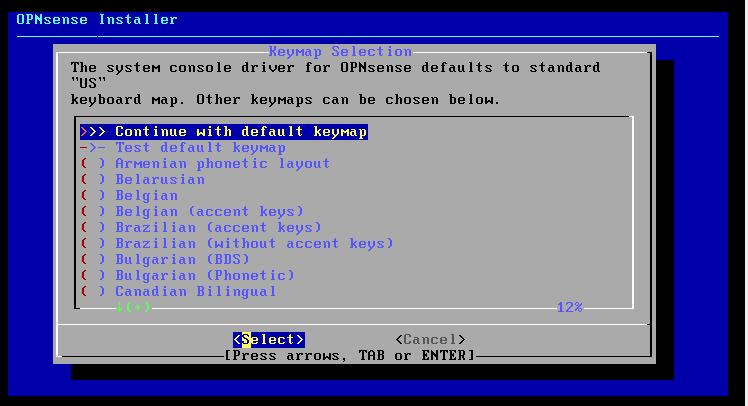 OPNsense Installer
Keymap Selection
The system console driver for OPNsense defaults to standard
"US"
keyboard map. Other keymaps can be chosen below.
>>> Continue with default keymap
->- Test default keymap
( ) Armenian phonetic layout
( ) Belarusian
( ) Belgian
( ) Belgian (accent keys)
( ) Brazilian (accent keys)
( ) Brazilian (without accent keys)
( ) Bulgarian (BDS)
( ) Bulgarian (Phonetic)
( ) Canadian Bilingual
↓(+) 12%
<Select> <Cancel>
[Press arrows, TAB or ENTER]